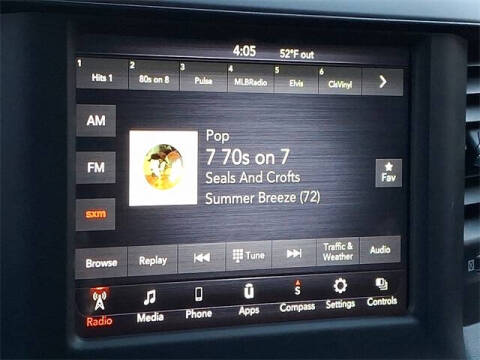 4:05 52°F out
1 Hits 1 2 80s on 8 3 Pulse 4 MLBRadio 5 Elvis 6 ClsVinyl
AM
FM
sxm
Pop
7 70s on 7
Seals And Crofts
Summer Breeze (72)
Fav
Browse Replay Tune Traffic & Weather Audio
Radio Media Phone Apps S Compass Settings Controls